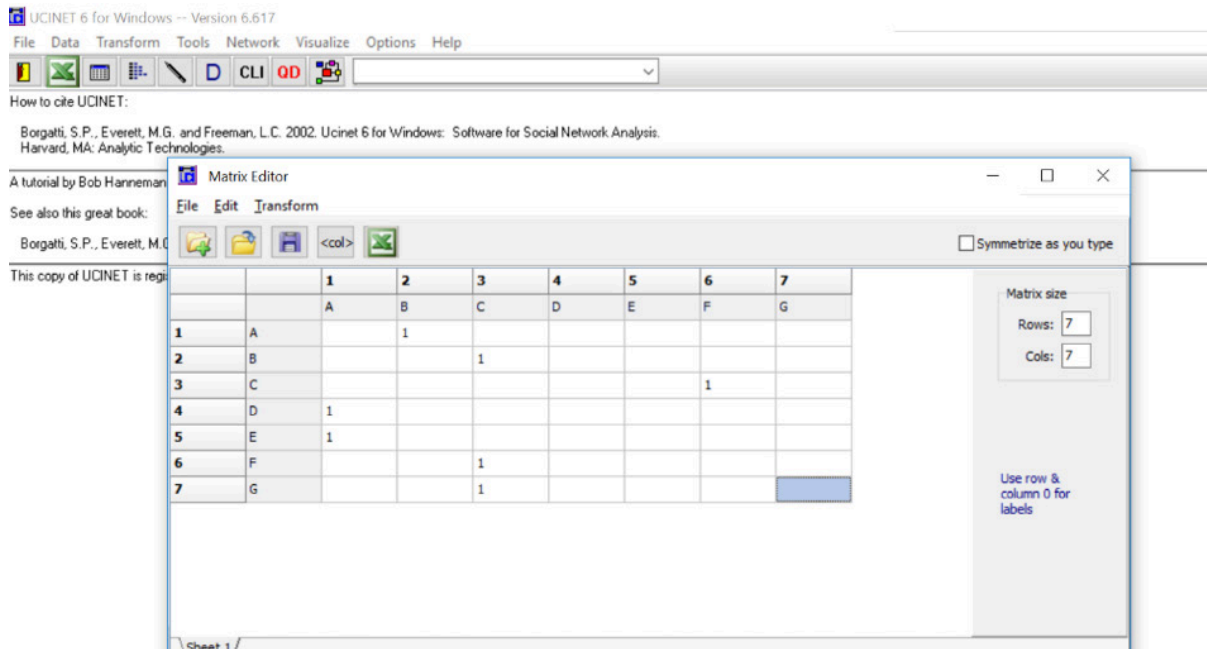 UCINET 6 for Windows -- Version 6.617
File Data Transform Tools Network Visualize Options Help
D CLI QD
How to cite UCINET:
Borgatti, S.P., Everett, M.G. and Freeman, L.C. 2002. Ucinet 6 for Windows: Software for Social Network Analysis.
Harvard, MA: Analytic Technologies.
A tutorial by Bob Hanneman
See also this great book:
Borgatti, S.P., Everett, M.G
This copy of UCINET is regi
Matrix Editor
File Edit Transform
<col> Symmetrize as you type
1 2 3 4 5 6 7
A B C D E F G
1 A 1
2 B 1
3 C 1
4 D 1
5 E 1
6 F 1
7 G 1
Matrix size
Rows: 7
Cols: 7
Use row &
column 0 for
labels
Sheet 1